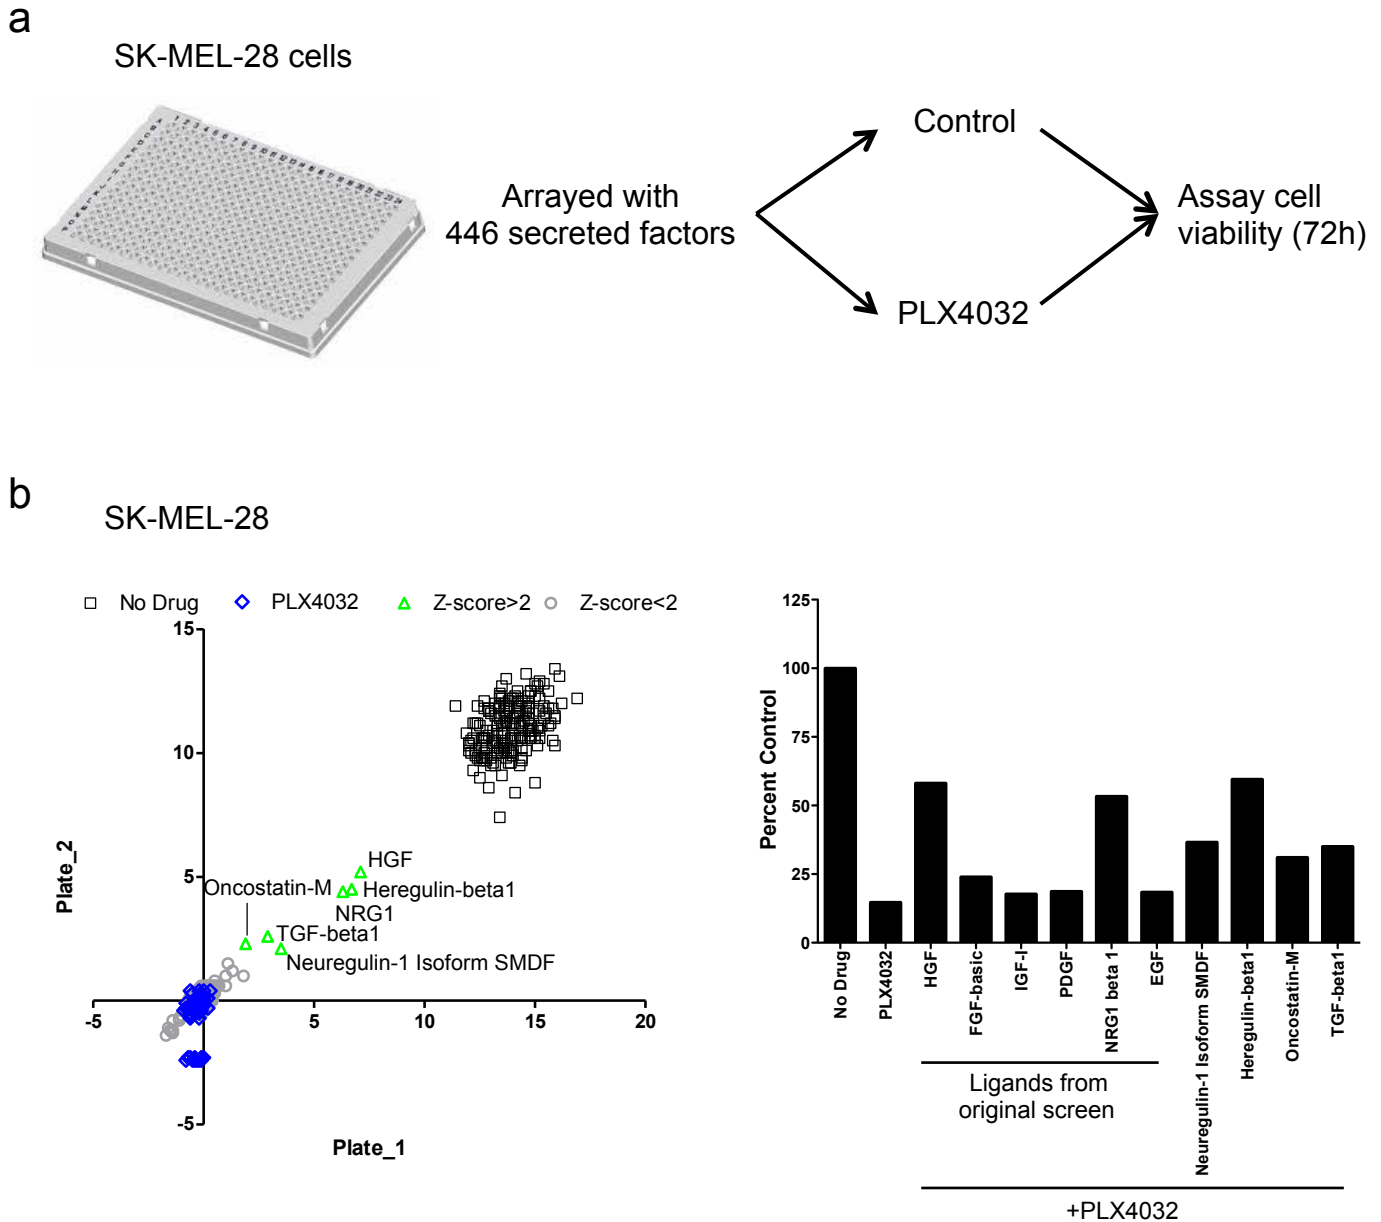 a
SK-MEL-28 cells
Arrayed with
446 secreted factors
Control
PLX4032
Assay cell
viability (72h)
b
SK-MEL-28
No Drug
PLX4032
Z-score>2
Z-score<2
15
10
5
-5
-5
5
10
15
20
Plate_2
Plate_1
HGF
Oncostatin-M
Heregulin-beta1
NRG1
TGF-beta1
Neuregulin-1 Isoform SMDF
125
100
75
50
25
0
Percent Control
No Drug
PLX4032
HGF
FGF-basic
IGF-I
PDGF
NRG1 beta 1
EGF
Neuregulin-1 Isoform SMDF
Heregulin-beta1
Oncostatin-M
TGF-beta1
Ligands from
original screen
+PLX4032